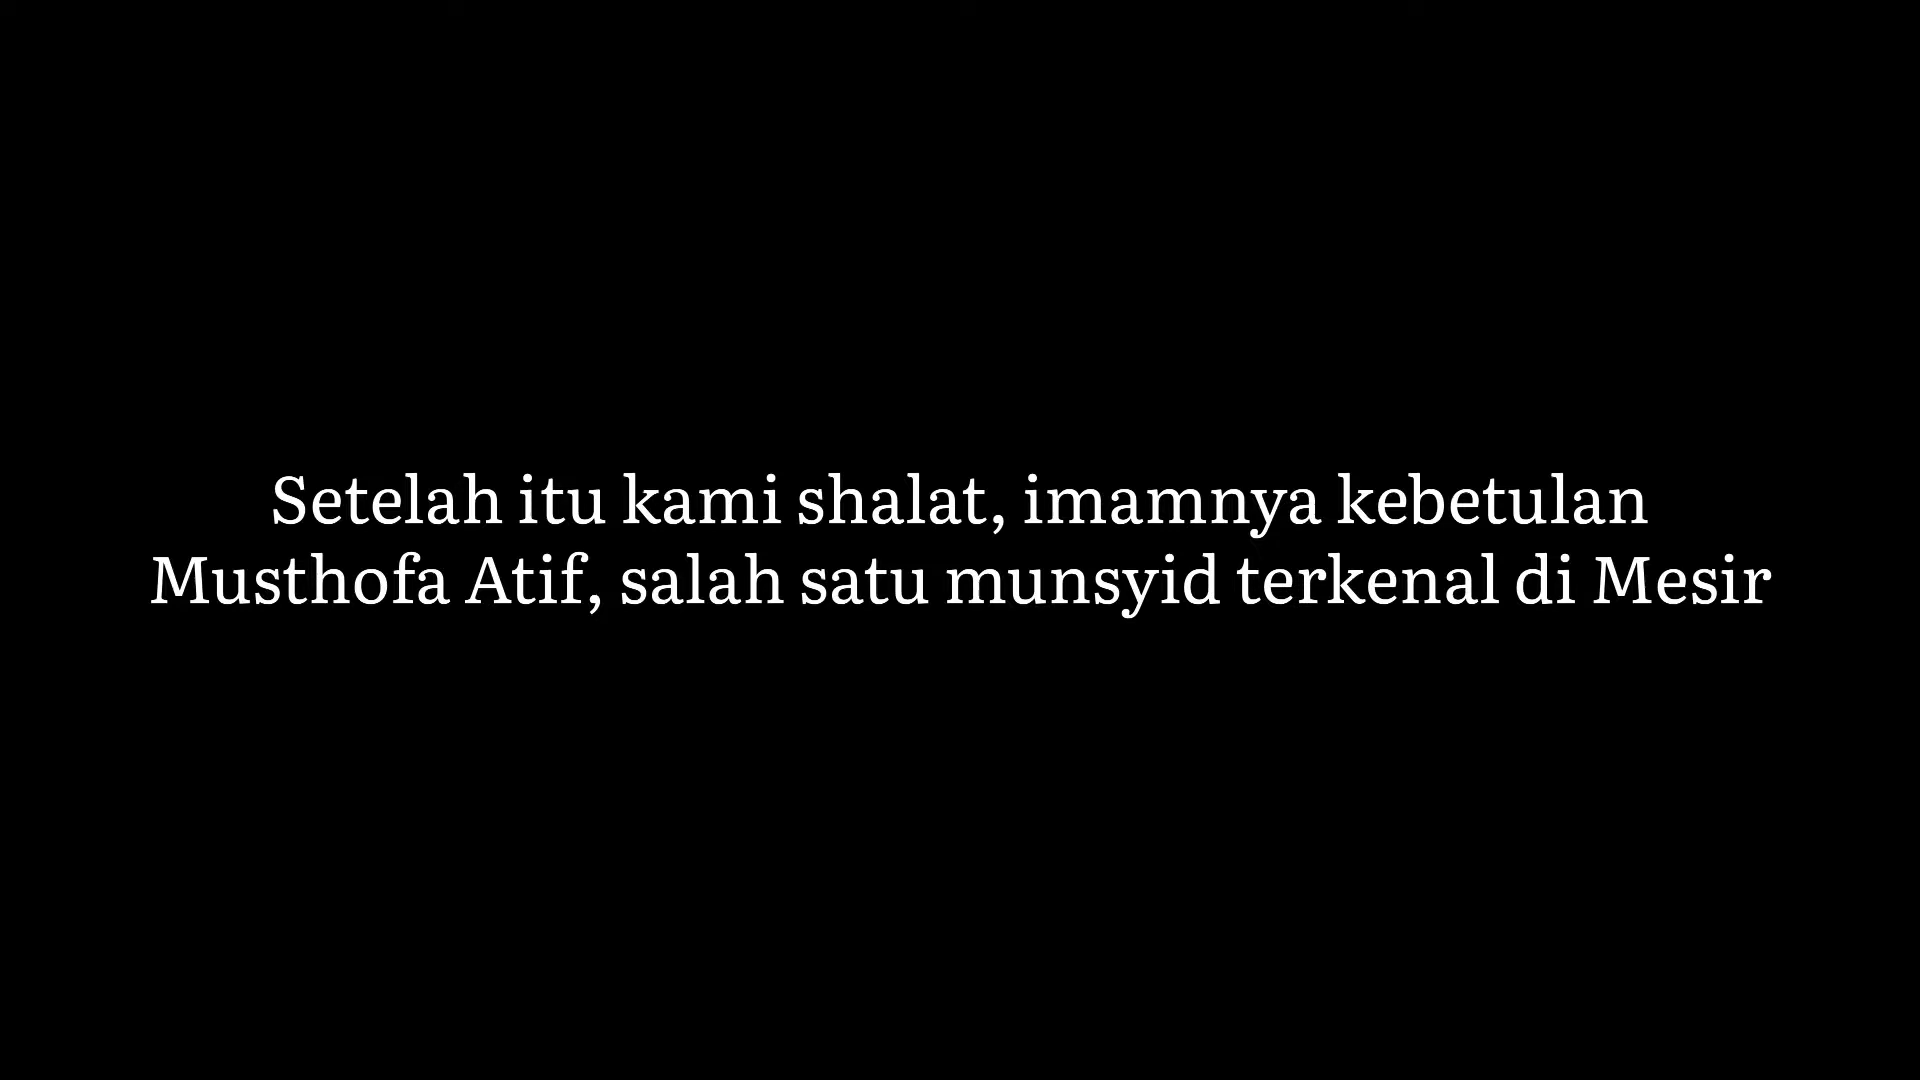 Setelah itu kami shalat, imamnya kebetulan
Musthofa Atif, salah satu munsyid terkenal di Mesir